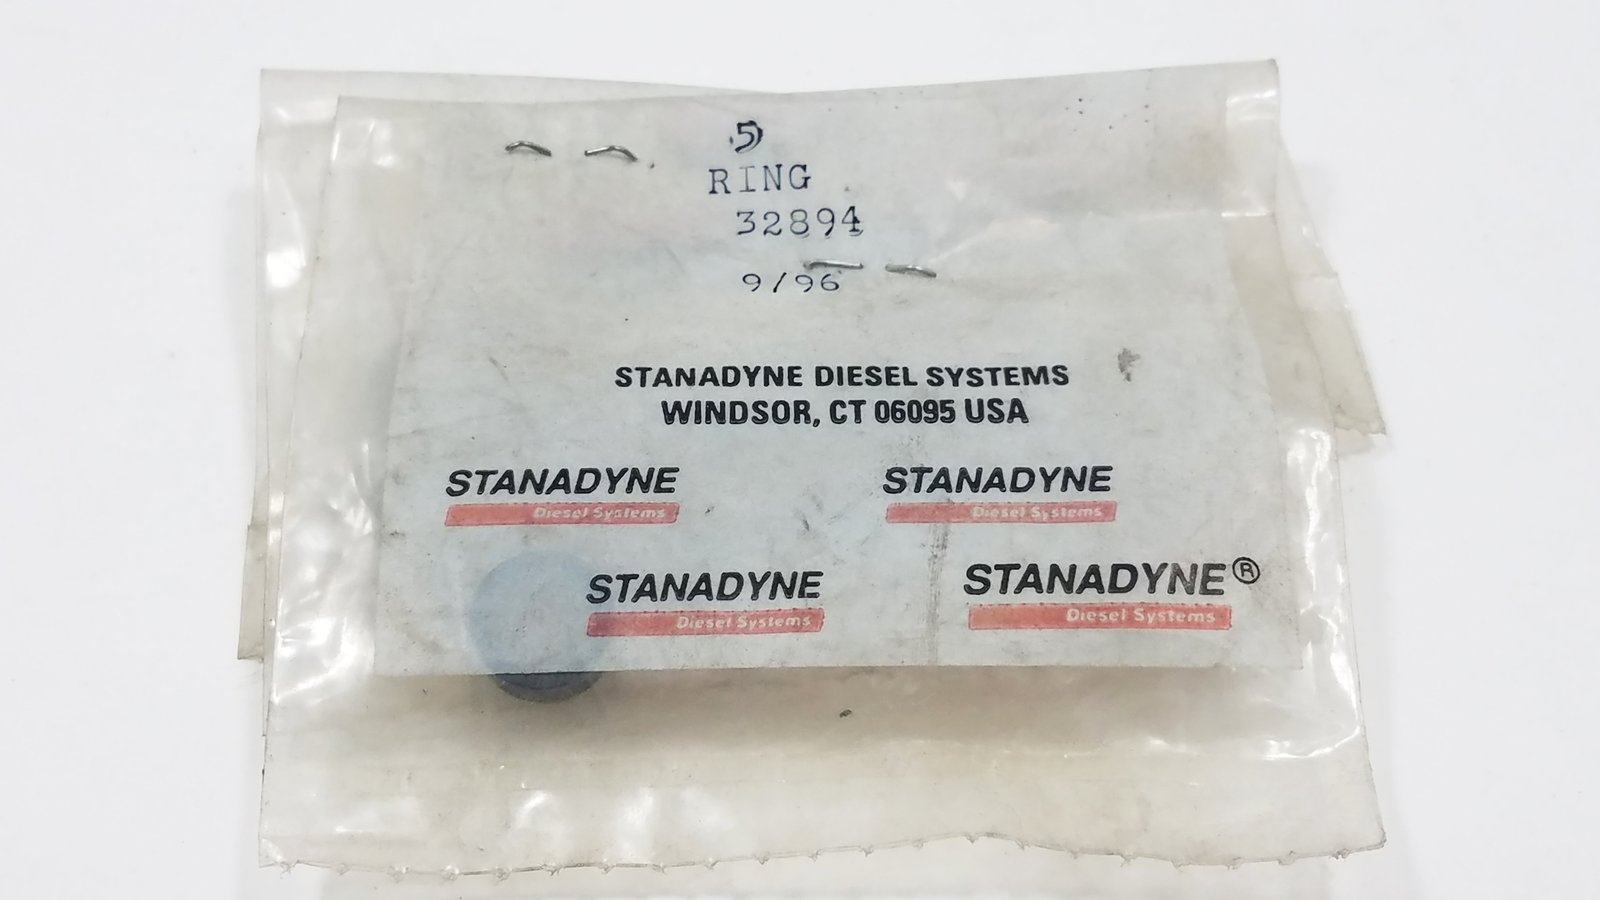 5
RING
32894
9/96
STANADYNE DIESEL SYSTEMS
WINDSOR, CT 06095 USA
STANADYNE
Diesel Systems
STANADYNE
Diesel Systems
STANADYNE
Diesel Systems
STANADYNE®
Diesel Systems